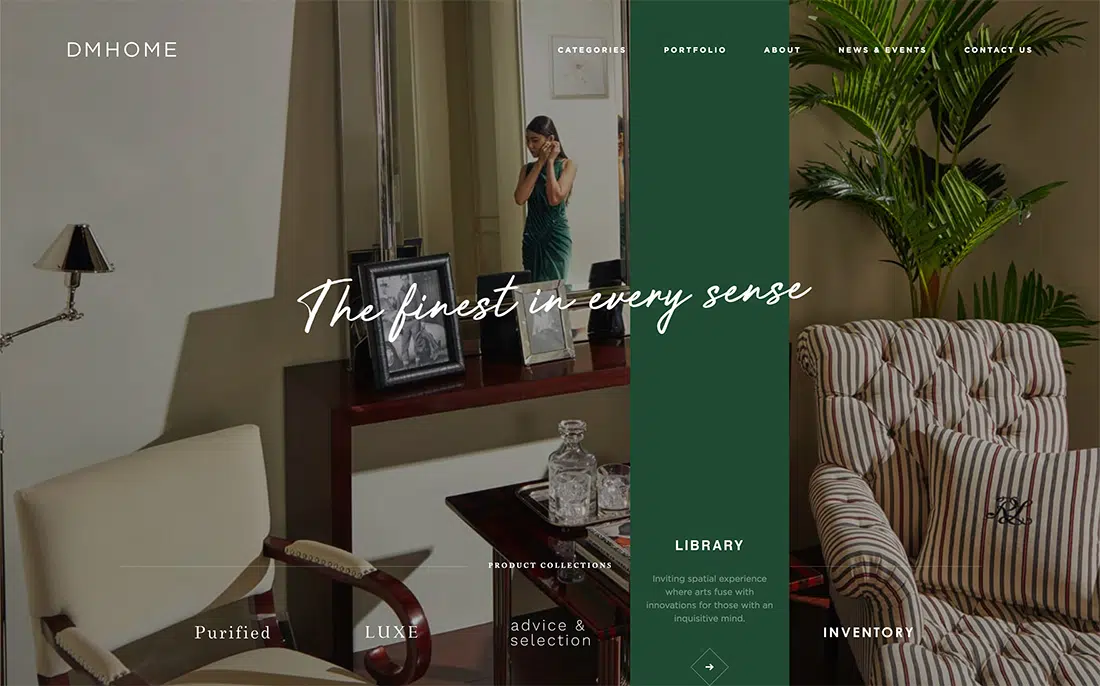 DMHOME
CATEGORIES
PORTFOLIO
ABOUT
NEWS & EVENTS
CONTACT US
The finest in every sense
PRODUCT COLLECTIONS
Purified
LUXE
advice &
selection
LIBRARY
Inviting spatial experience
where arts fuse with
innovations for those with an
inquisitive mind.
INVENTORY
RL